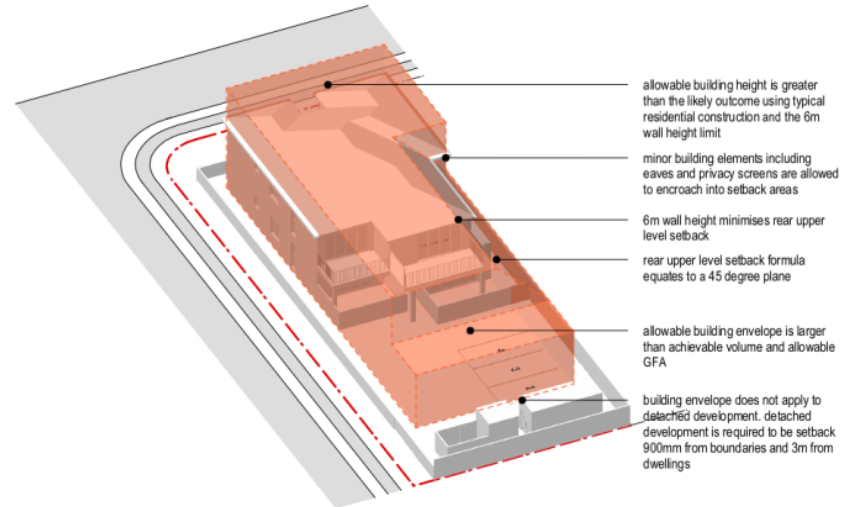 allowable building height is greater
than the likely outcome using typical
residential construction and the 6m
wall height limit
minor building elements including
eaves and privacy screens are allowed
to encroach into setback areas
6m wall height minimises rear upper
level setback
rear upper level setback formula
equates to a 45 degree plane
allowable building envelope is larger
than achievable volume and allowable
GFA
building envelope does not apply to
detached development. detached
development is required to be setback
900mm from boundaries and 3m from
dwellings